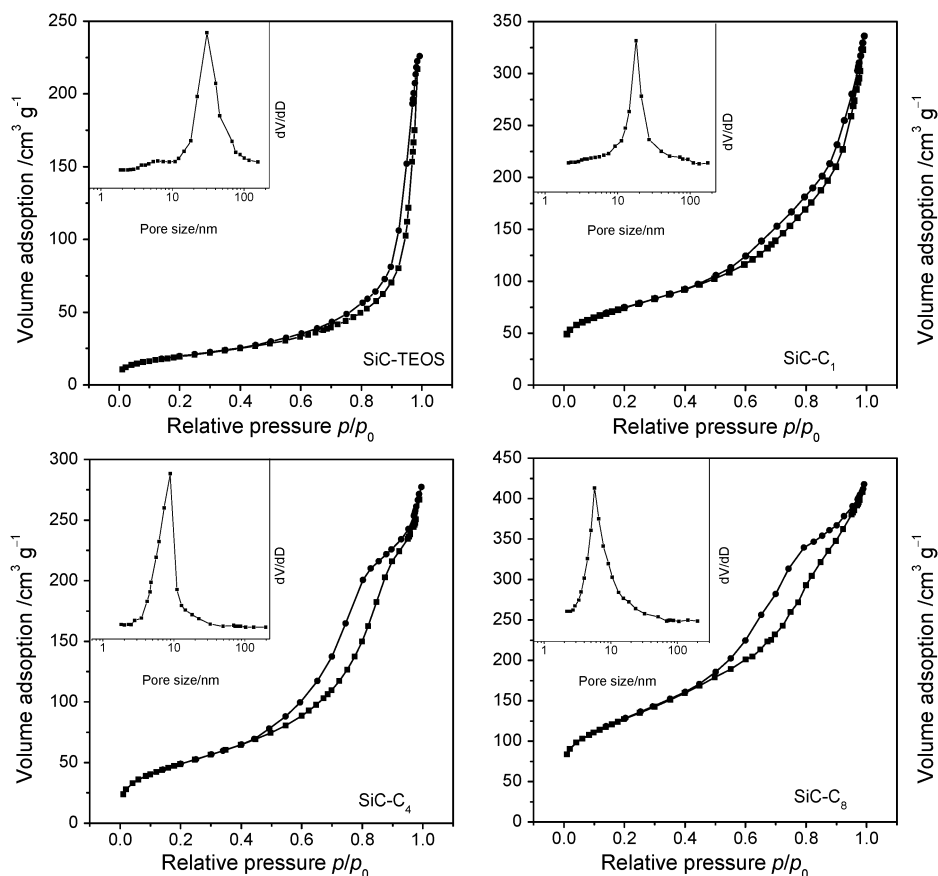 250
200
150
100
50
0
Volume adsoption /cm³ g⁻¹
dV/dD
10
100
Pore size/nm
SiC-TEOS
0.0 0.2 0.4 0.6 0.8 1.0
Relative pressure p/p₀
350
300
250
200
150
100
50
0
Volume adsoption /cm³ g⁻¹
dV/dD
1 10 100
Pore size/nm
SiC-C₁
0.0 0.2 0.4 0.6 0.8 1.0
Relative pressure p/p₀
300
250
200
150
100
50
0
Volume adsoption /cm³ g⁻¹
dV/dD
1 10 100
Pore size/nm
SiC-C₄
0.0 0.2 0.4 0.6 0.8 1.0
Relative pressure p/p₀
450
400
350
300
250
200
150
100
50
0
Volume adsoption /cm³ g⁻¹
dV/dD
1 10 100
Pore size/nm
SiC-C₈
0.0 0.2 0.4 0.6 0.8 1.0
Relative pressure p/p₀